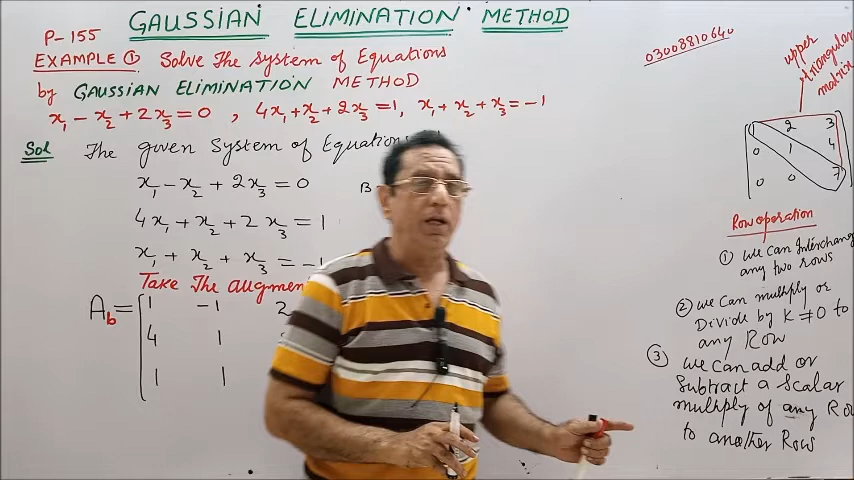 GAUSSIAN ELIMINATION METHOD
P-155
EXAMPLE ① Solve The System of Equations
by GAUSSIAN ELIMINATION METHOD
x₁ - x₂ + 2x₃ = 0 , 4x₁ + x₂ + 2x₃ = 1, x₁ + x₂ + x₃ = -1
Sol The given System of Equations
x₁ - x₂ + 2x₃ = 0
4x₁ + x₂ + 2x₃ = 1
x₁ + x₂ + x₃ = -1
Take The augmen
A_b = [ 1 -1 2
4 1
1 1
B
03008810640
upper
triangular
matrix
1 2 3
0 1 4
0 0 7
Row operation
① we can Interchang
any two rows
② we can multiply or
Divide by K ≠ 0 to
any Row
③ we can add or
Subtract a Scalar
multiply of any Ro
to another Row